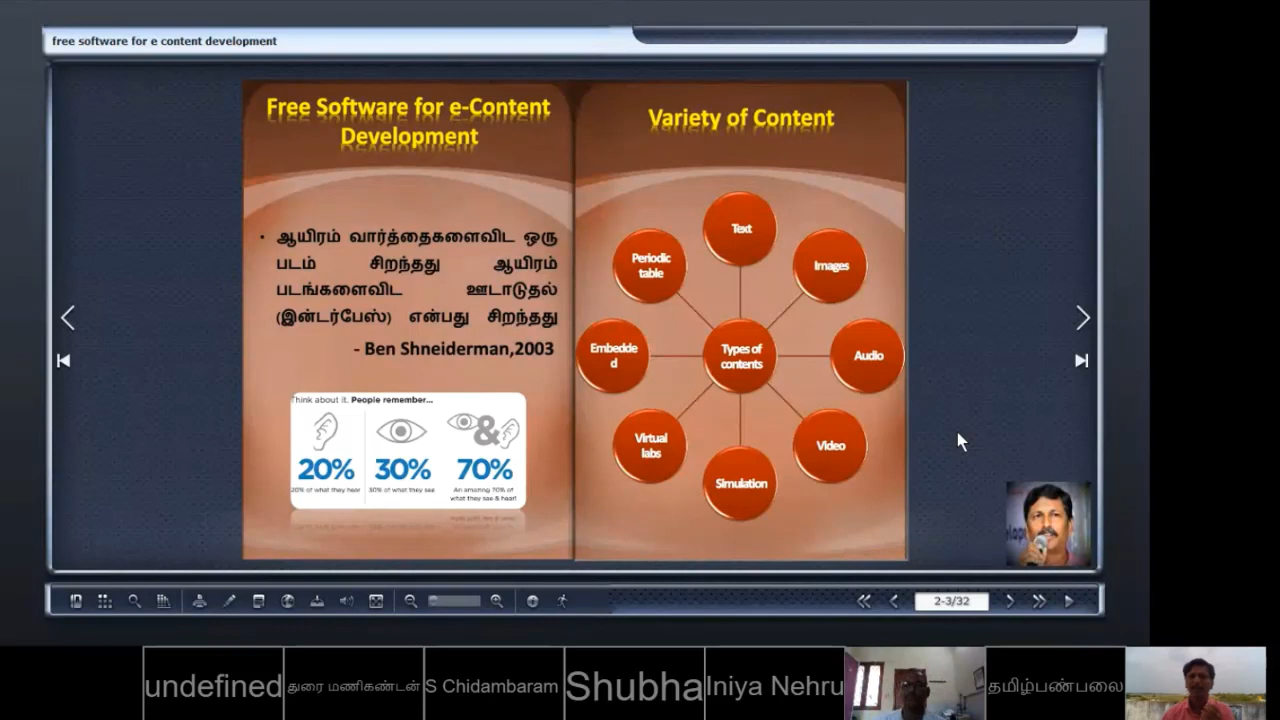 free software for e content development
Free Software for e-Content
Development
• ஆயிரம் வார்த்தைகளைவிட ஒரு
படம் சிறந்தது ஆயிரம்
படங்களைவிட ஊடாடுதல்
(இன்டர்பேஸ்) என்பது சிறந்தது
- Ben Shneiderman,2003
Think about it. People remember...
20%
30%
&
70%
20% of what they hear
30% of what they see
An amazing 70% of
what they see & hear!
Variety of Content
Text
Images
Audio
Video
Simulation
Virtual
labs
Embedde
d
Periodic
table
Types of
contents
2-3/32
undefined
துரை மணிகண்டன்
S Chidambaram
Shubha
Iniya Nehru
தமிழ்பண்பலை